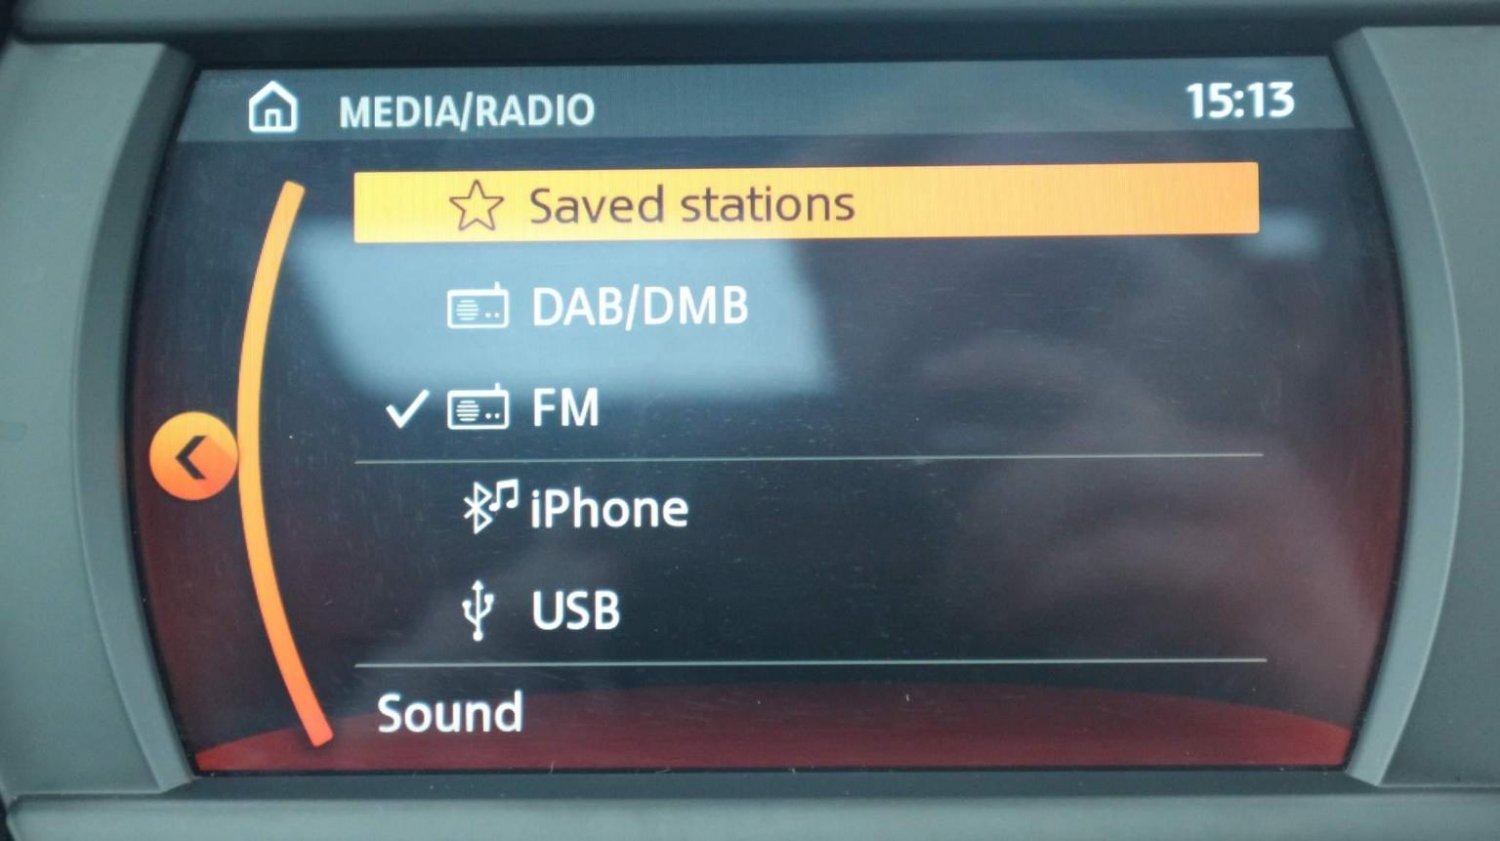 MEDIA/RADIO 15:13
Saved stations
DAB/DMB
FM
iPhone
USB
Sound